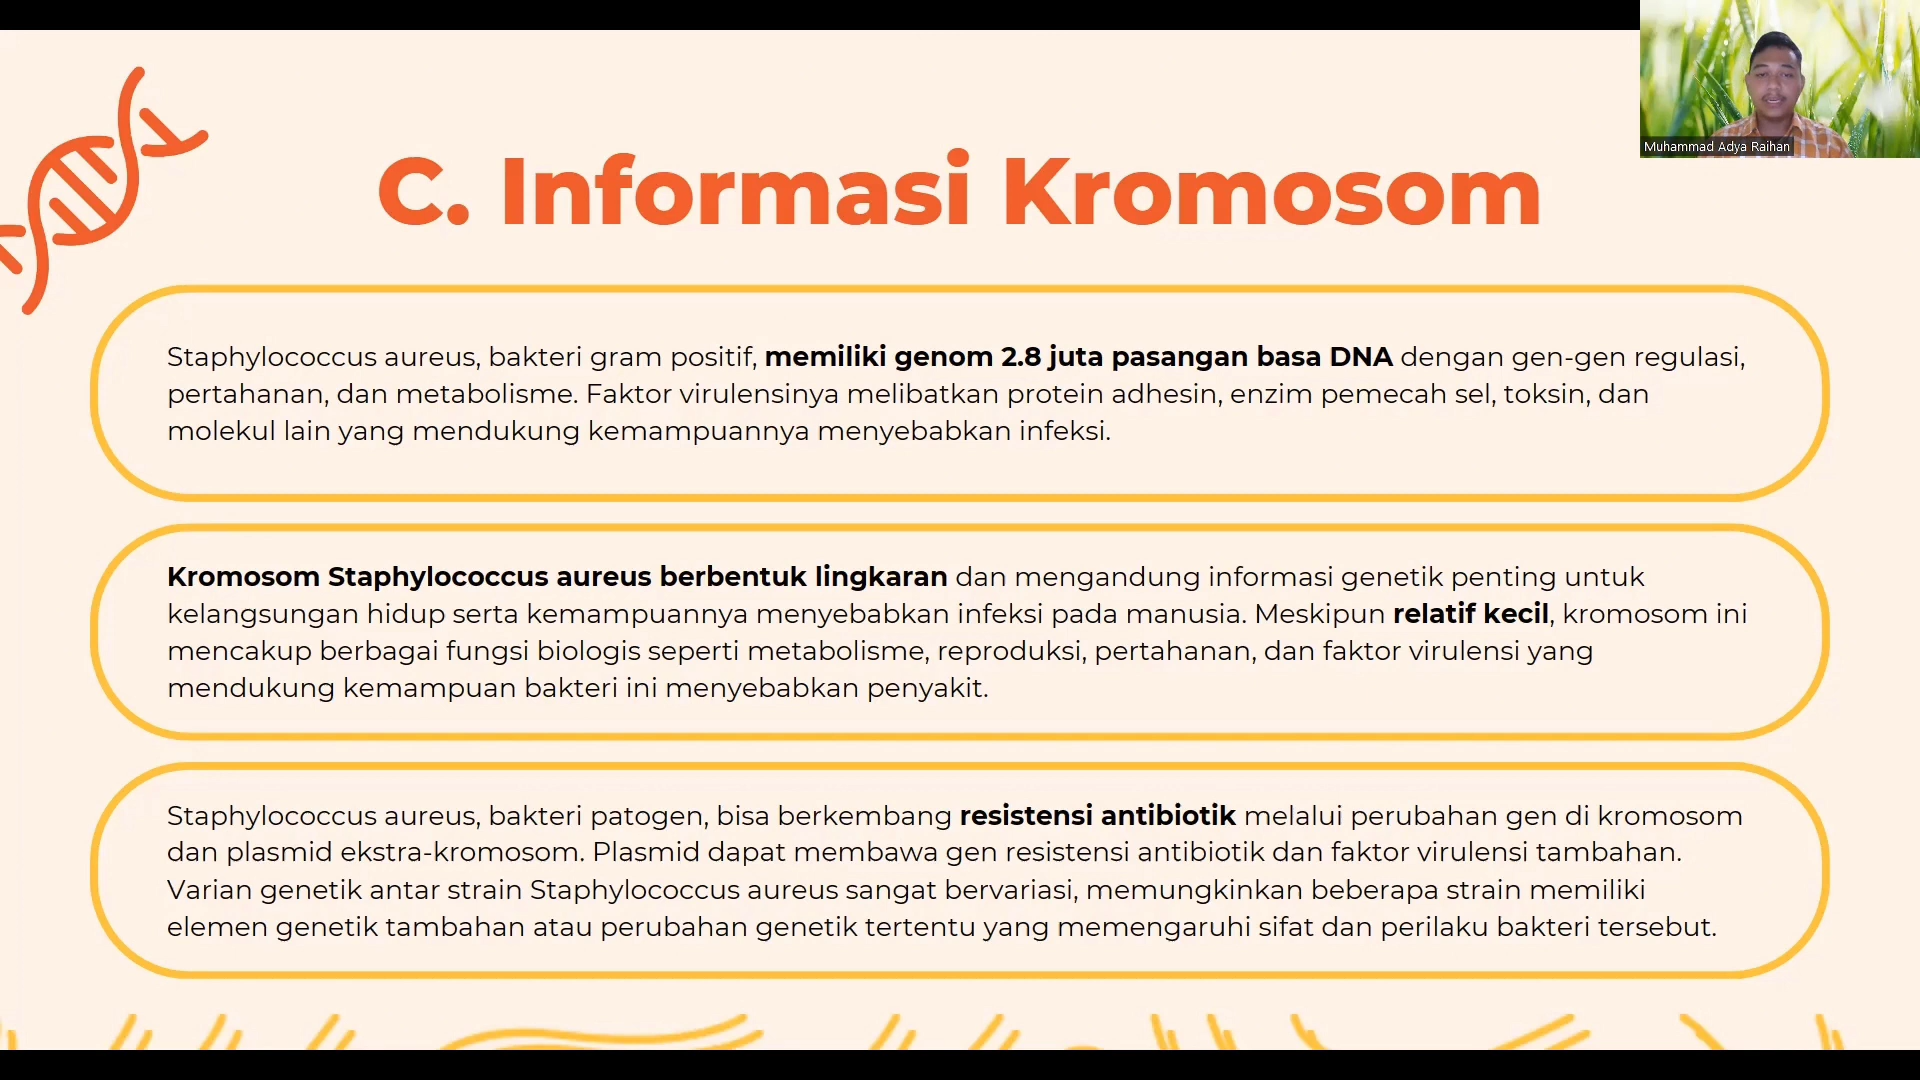 Muhammad Adya Raihan
C. Informasi Kromosom
Staphylococcus aureus, bakteri gram positif, memiliki genom 2.8 juta pasangan basa DNA dengan gen-gen regulasi,
pertahanan, dan metabolisme. Faktor virulensinya melibatkan protein adhesin, enzim pemecah sel, toksin, dan
molekul lain yang mendukung kemampuannya menyebabkan infeksi.
Kromosom Staphylococcus aureus berbentuk lingkaran dan mengandung informasi genetik penting untuk
kelangsungan hidup serta kemampuannya menyebabkan infeksi pada manusia. Meskipun relatif kecil, kromosom ini
mencakup berbagai fungsi biologis seperti metabolisme, reproduksi, pertahanan, dan faktor virulensi yang
mendukung kemampuan bakteri ini menyebabkan penyakit.
Staphylococcus aureus, bakteri patogen, bisa berkembang resistensi antibiotik melalui perubahan gen di kromosom
dan plasmid ekstra-kromosom. Plasmid dapat membawa gen resistensi antibiotik dan faktor virulensi tambahan.
Varian genetik antar strain Staphylococcus aureus sangat bervariasi, memungkinkan beberapa strain memiliki
elemen genetik tambahan atau perubahan genetik tertentu yang memengaruhi sifat dan perilaku bakteri tersebut.